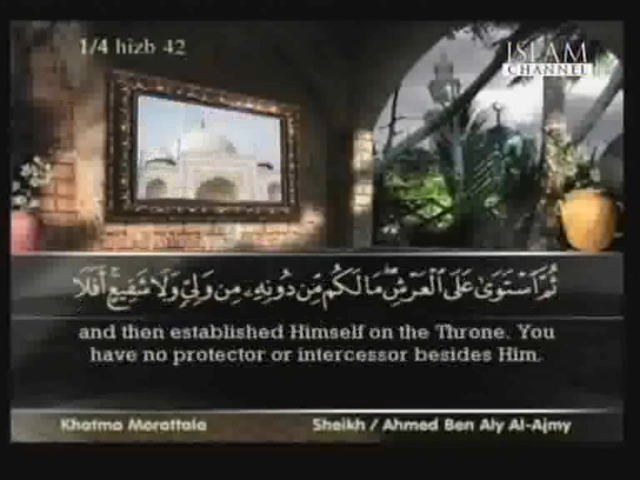 1/4 hizb 42
ISLAM
CHANNEL
ثُمَّ ٱسْتَوَىٰ عَلَى ٱلْعَرْشِ ۖ مَا لَكُم مِّن دُونِهِۦ مِن وَلِىٍّ وَلَا شَفِيعٍ ۚ أَفَلَا
and then established Himself on the Throne. You
have no protector or intercessor besides Him.
Khatma Morattala
Sheikh / Ahmed Ben Aly Al-Ajmy